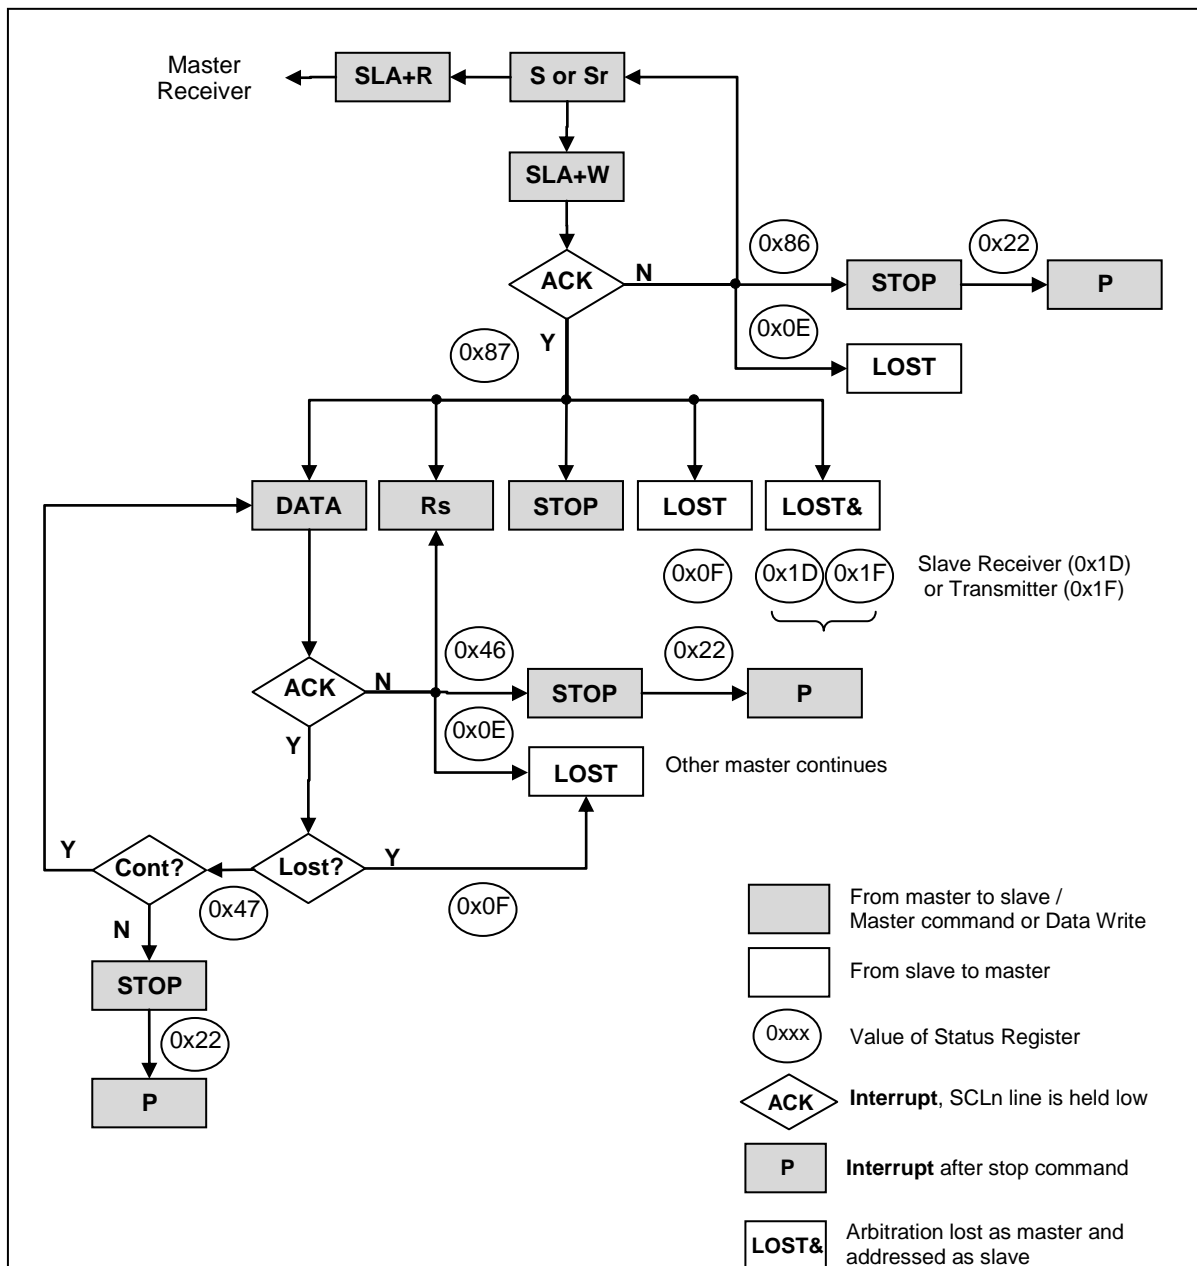 Master
Receiver
SLA+R
S or Sr
SLA+W
ACK
N
0x86
STOP
0x22
P
0x0E
LOST
Y
0x87
DATA
Rs
STOP
LOST
LOST&
0x0F
0x1D
0x1F
Slave Receiver (0x1D)
or Transmitter (0x1F)
ACK
N
0x46
STOP
0x22
P
0x0E
LOST
Other master continues
Y
Lost?
Y
0x0F
Cont?
Y
0x47
N
STOP
0x22
P
From master to slave /
Master command or Data Write
From slave to master
0xxx
Value of Status Register
ACK
Interrupt, SCLn line is held low
P
Interrupt after stop command
LOST&
Arbitration lost as master and
addressed as slave